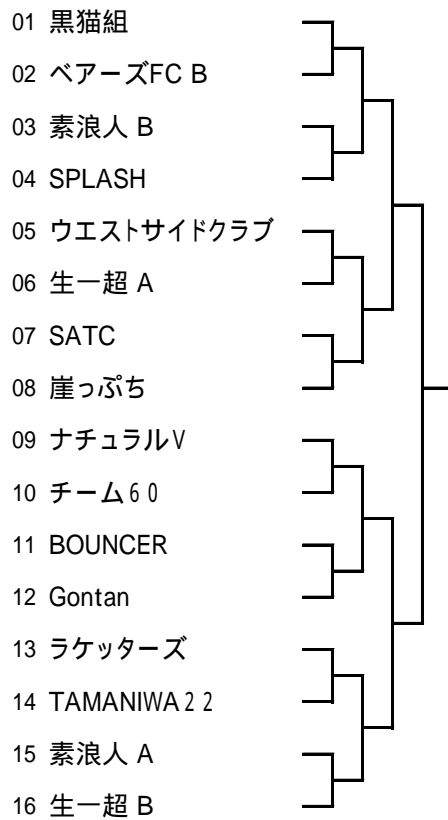 01 黒猫組
02 ベアーズFC B
03 素浪人 B
04 SPLASH
05 ウエストサイドクラブ
06 生一超 A
07 SATC
08 崖っぷち
09 ナチュラルV
10 チーム60
11 BOUNCER
12 Gontan
13 ラケッターズ
14 TAMANIWA22
15 素浪人 A
16 生一超 B